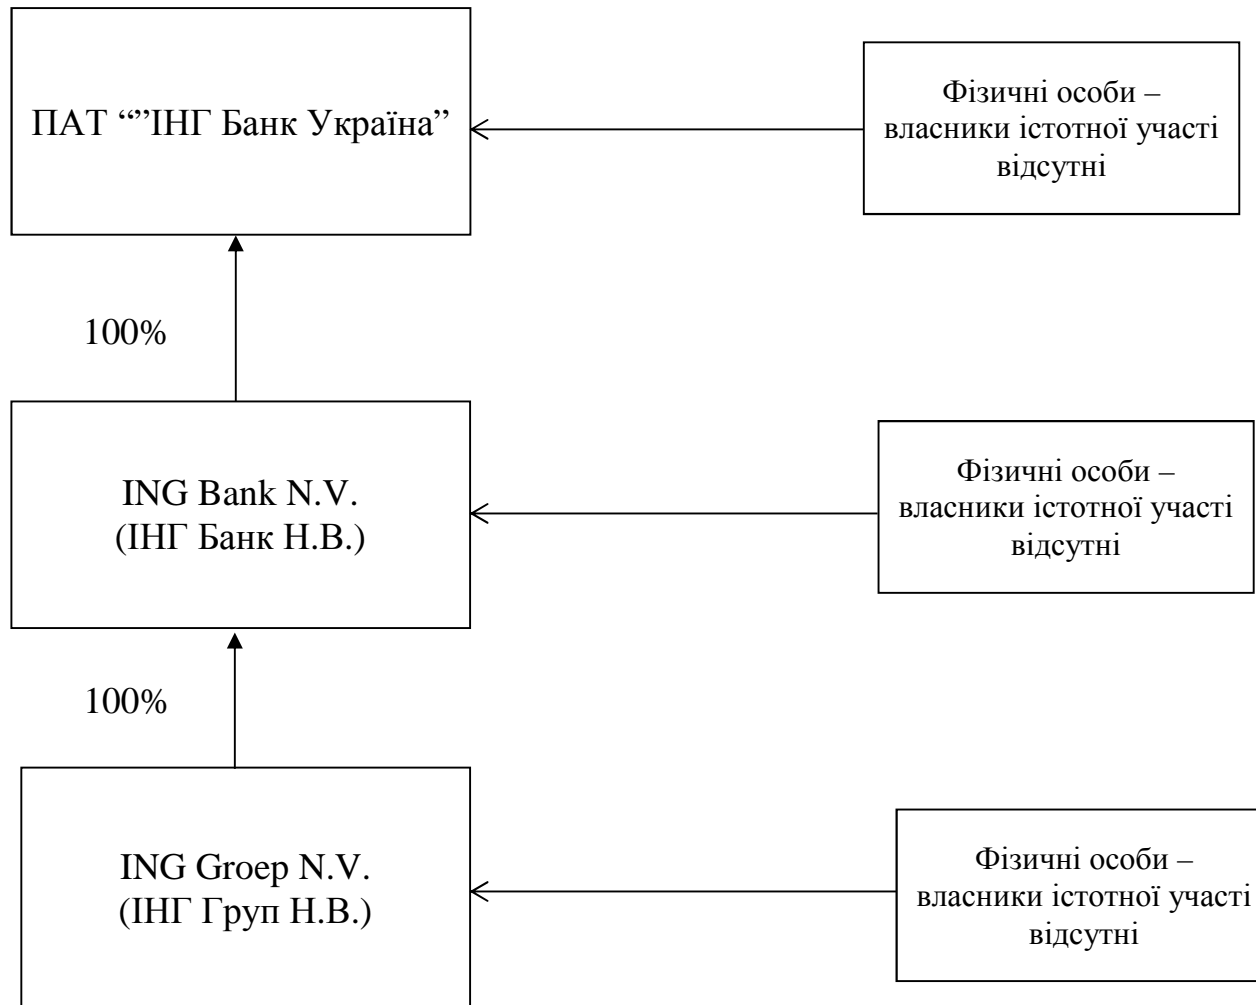 ПАТ “”ІНГ Банк Україна”
Фізичні особи –
власники істотної участі
відсутні
100%
ING Bank N.V.
(ІНГ Банк Н.В.)
Фізичні особи –
власники істотної участі
відсутні
100%
ING Groep N.V.
(ІНГ Груп Н.В.)
Фізичні особи –
власники істотної участі
відсутні